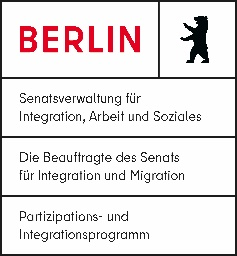 BERLIN
Senatsverwaltung für
Integration, Arbeit und Soziales
Die Beauftragte des Senats
für Integration und Migration
Partizipations- und
Integrationsprogramm